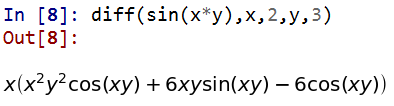 In [8]: diff(sin(x*y),x,2,y,3)
Out[8]:
x(x²y²cos(xy) + 6xysin(xy) − 6cos(xy))